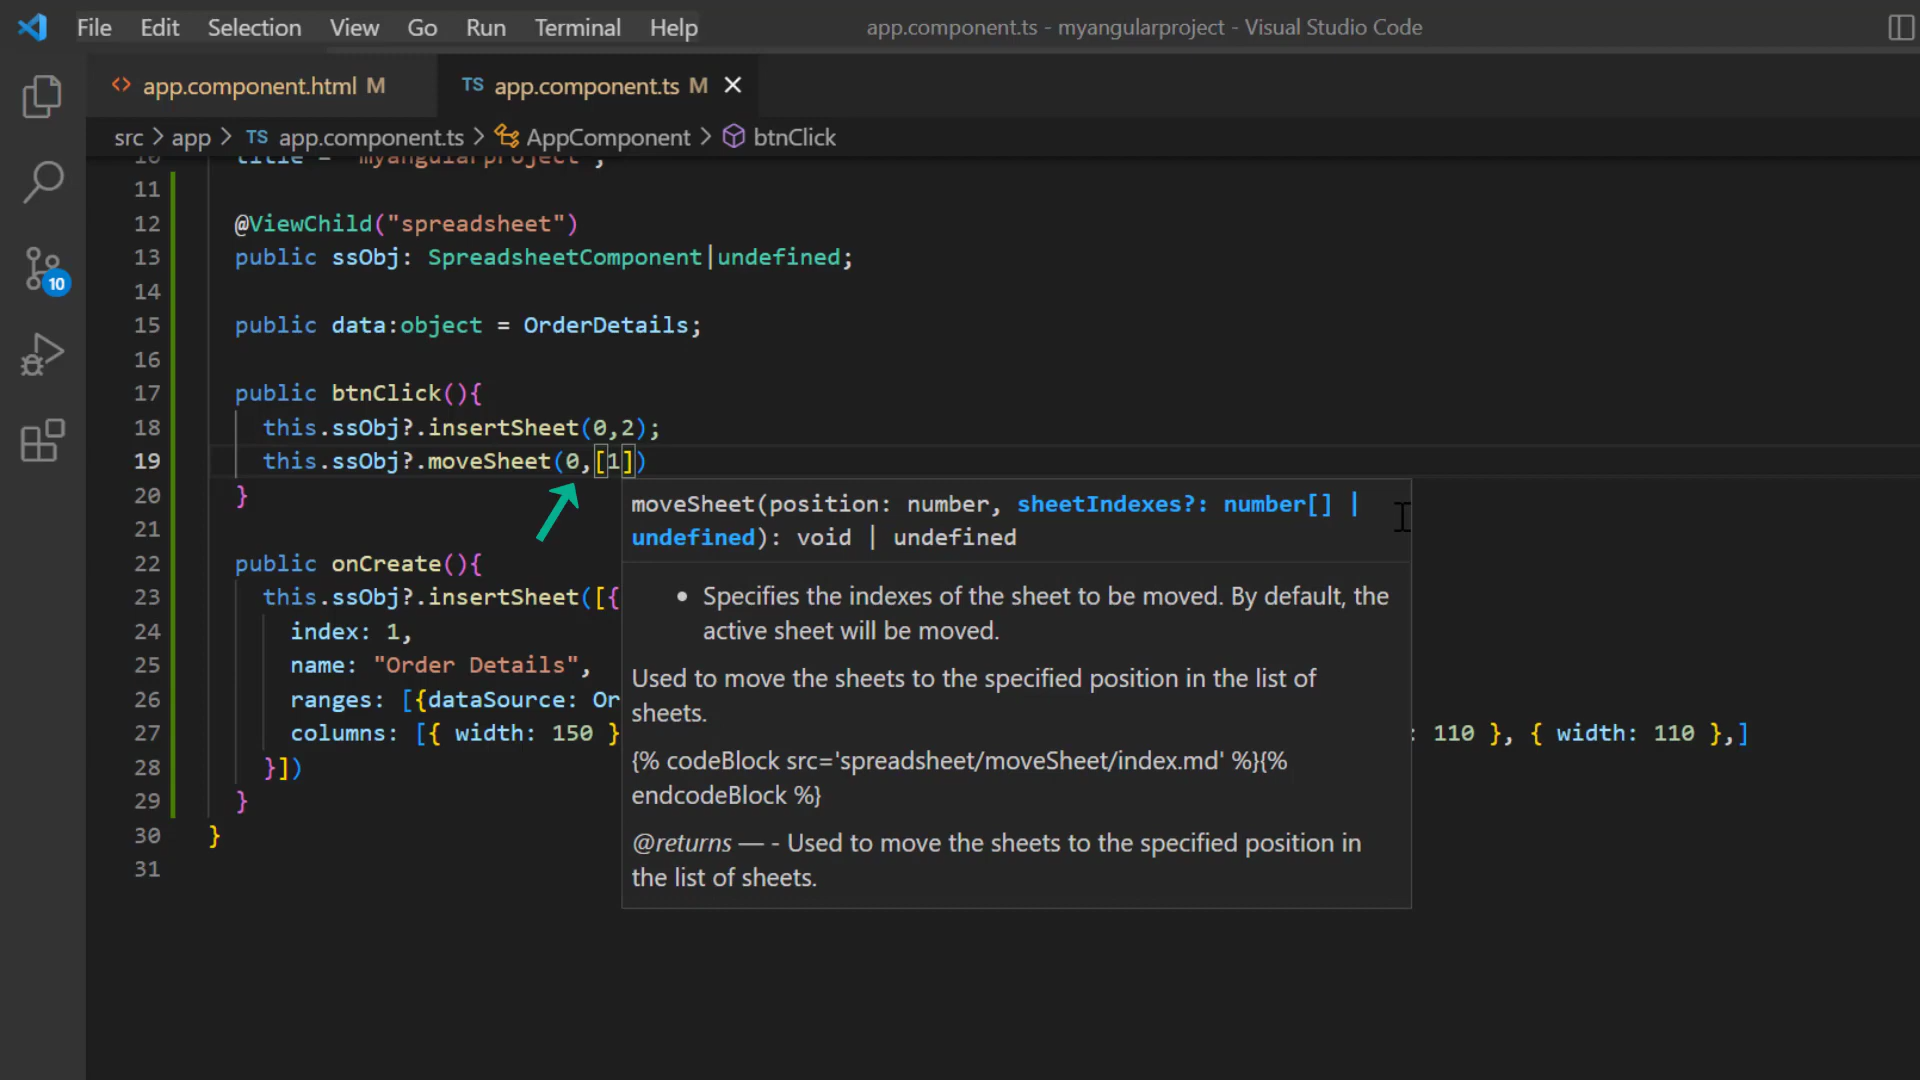 File Edit Selection View Go Run Terminal Help app.component.ts - myangularproject - Visual Studio Code
<> app.component.html M TS app.component.ts M
src > app > TS app.component.ts > AppComponent > btnClick
10 title = 'myangularproject';
11
12 @ViewChild("spreadsheet")
13 public ssObj: SpreadsheetComponent|undefined;
14
15 public data:object = OrderDetails;
16
17 public btnClick(){
18 this.ssObj?.insertSheet(0,2);
19 this.ssObj?.moveSheet(0,[1])
20 }
21
22 public onCreate(){
23 this.ssObj?.insertSheet([{
24 index: 1,
25 name: "Order Details",
26 ranges: [{dataSource: Or
27 columns: [{ width: 150 } : 110 }, { width: 110 },]
28 }])
29 }
30 }
31
10
moveSheet(position: number, sheetIndexes?: number[] |
undefined): void | undefined
• Specifies the indexes of the sheet to be moved. By default, the
active sheet will be moved.
Used to move the sheets to the specified position in the list of
sheets.
{% codeBlock src='spreadsheet/moveSheet/index.md' %}{%
endcodeBlock %}
@returns — - Used to move the sheets to the specified position in
the list of sheets.